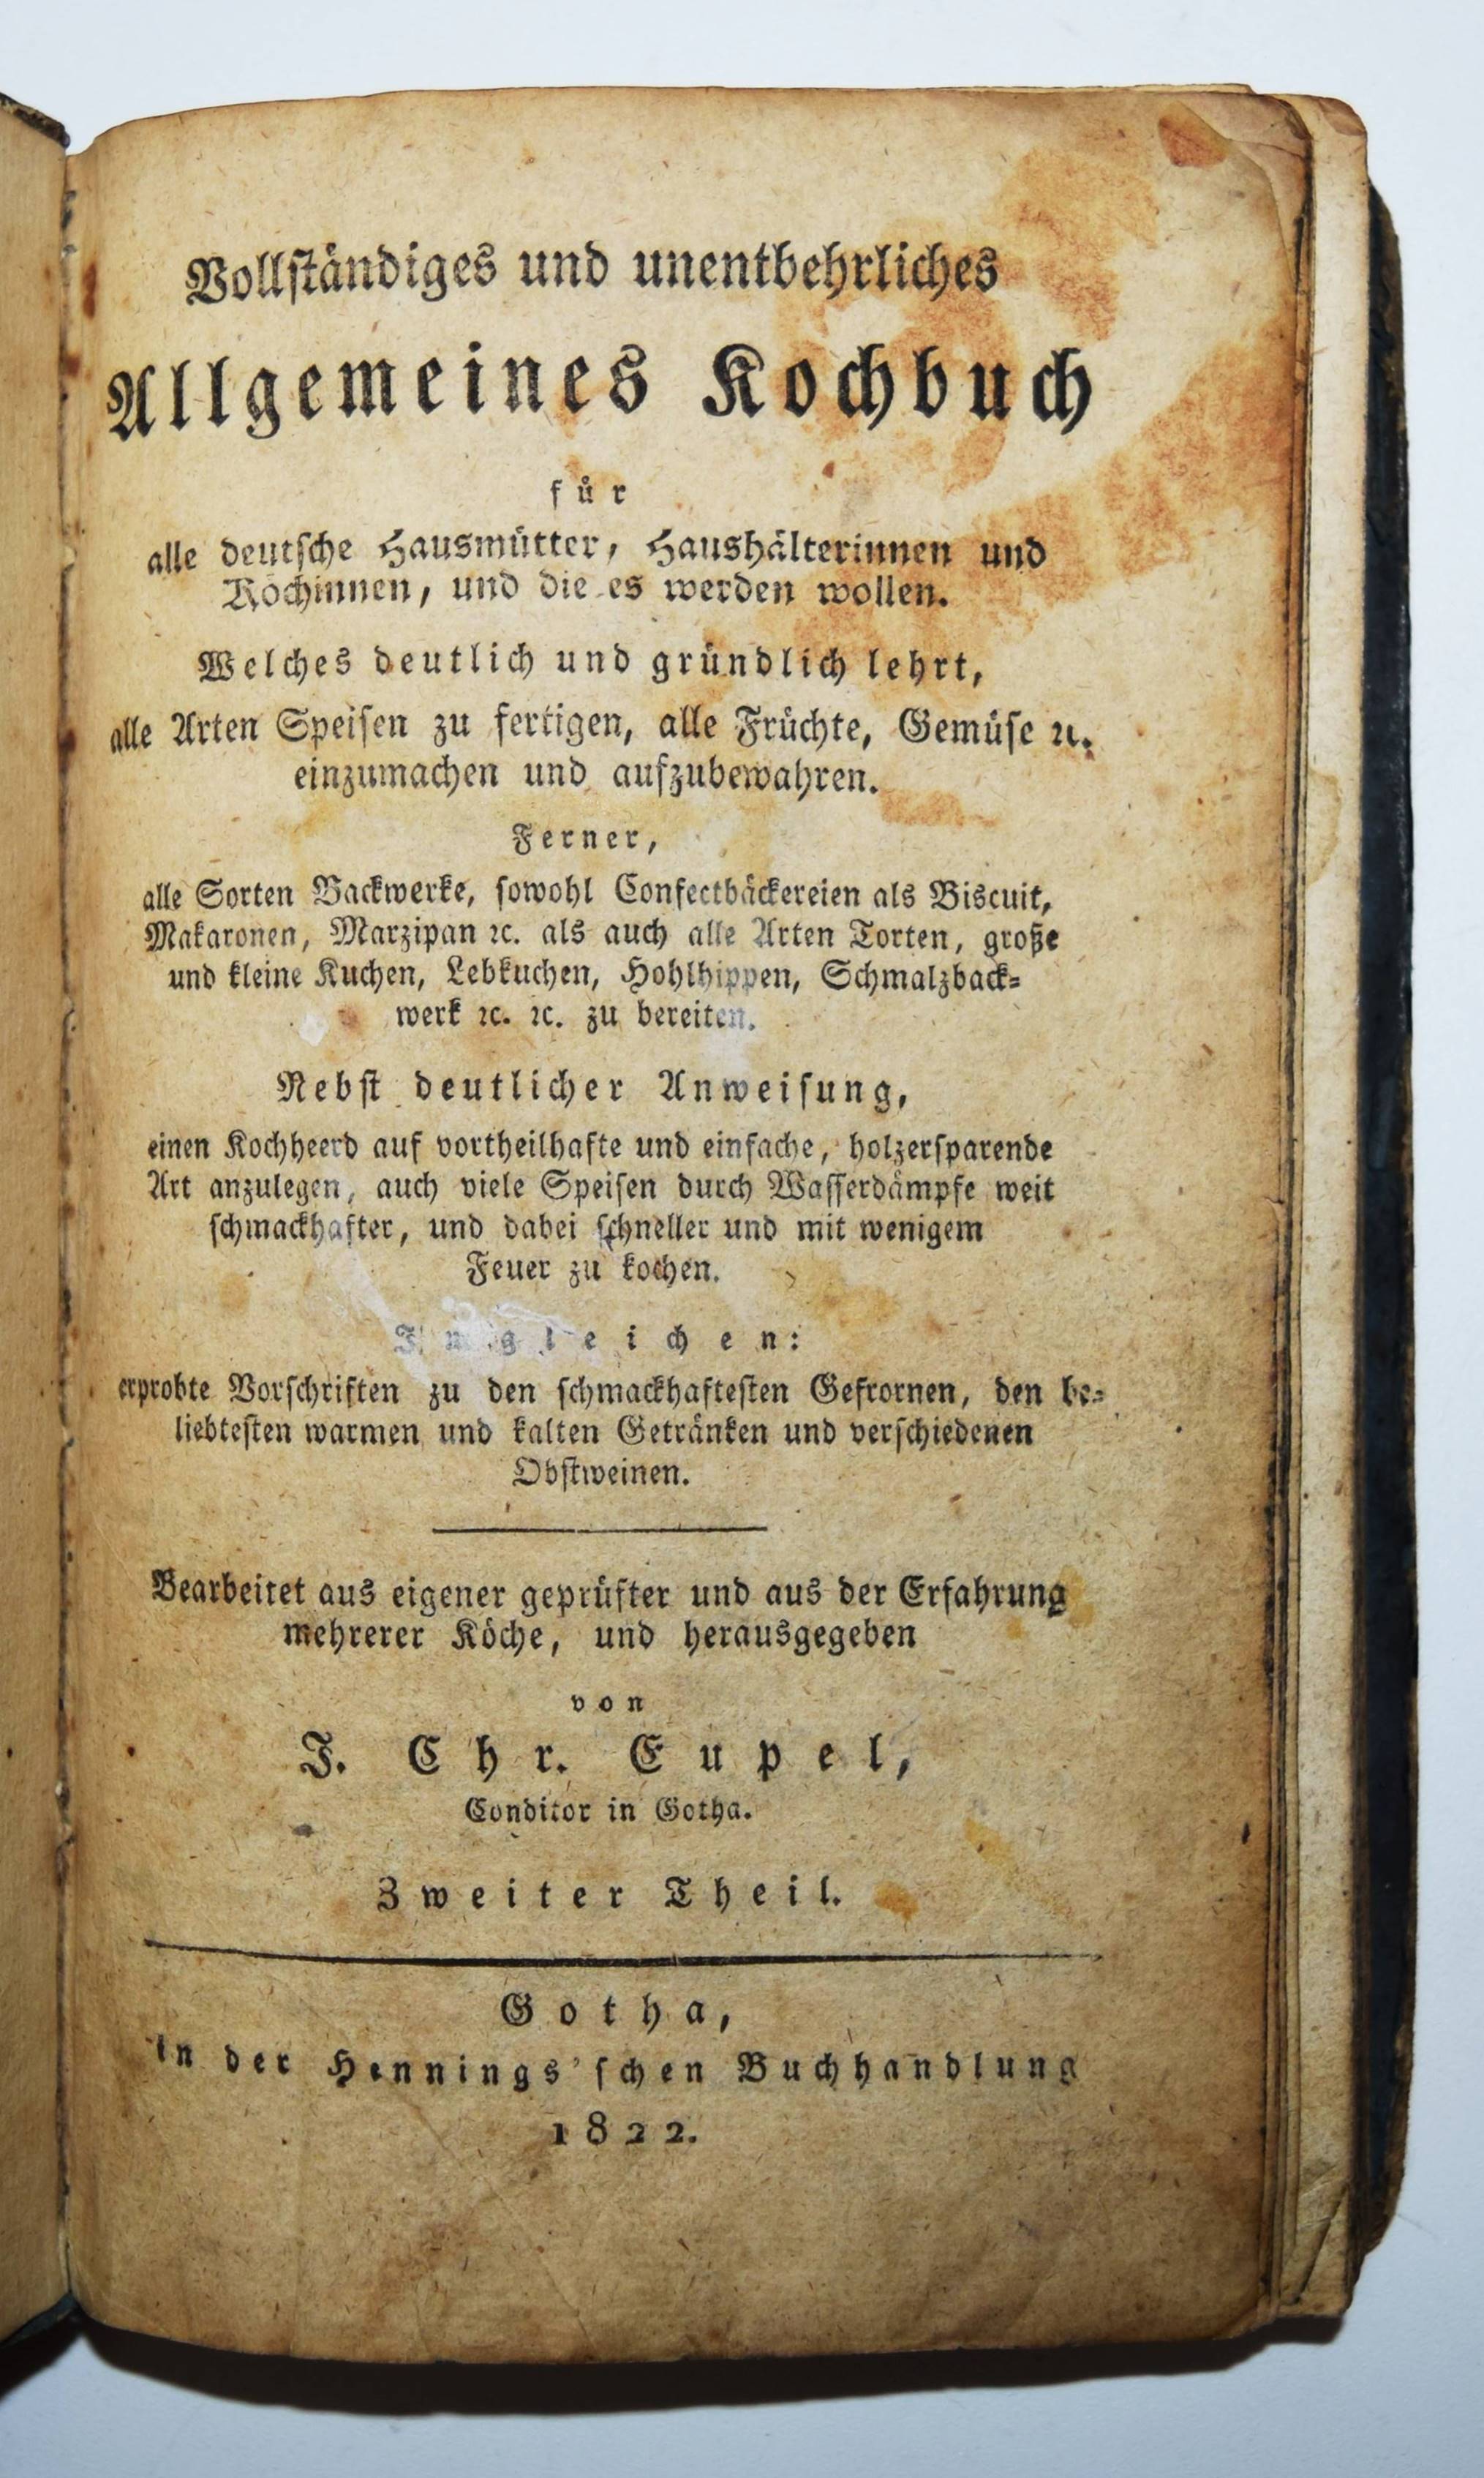 Vollständiges und unentbehrliches
Allgemeines Kochbuch
für
alle deutsche Hausmütter, Haushälterinnen und
Köchinnen, und die es werden wollen.
Welches deutlich und gründlich lehrt,
alle Arten Speisen zu fertigen, alle Früchte, Gemüse ꝛc.
einzumachen und aufzubewahren.
Ferner,
alle Sorten Backwerke, sowohl Confectbäckereien als Biscuit,
Makaronen, Marzipan ꝛc. als auch alle Arten Torten, große
und kleine Kuchen, Lebkuchen, Hohlhippen, Schmalzback-
werk ꝛc. ꝛc. zu bereiten.
Nebst deutlicher Anweisung,
einen Kochheerd auf vortheilhafte und einfache, holzersparende
Art anzulegen, auch viele Speisen durch Wasserdämpfe weit
schmackhafter, und dabei schneller und mit wenigem
Feuer zu kochen.
Imgleichen:
erprobte Vorschriften zu den schmackhaftesten Gefrornen, den be-
liebtesten warmen und kalten Getränken und verschiedenen
Obstweinen.
Bearbeitet aus eigener geprüfter und aus der Erfahrung
mehrerer Köche, und herausgegeben
von
J. Chr. Eupel,
Conditor in Gotha.
Zweiter Theil.
Gotha,
in der Hennings'schen Buchhandlung
1822.